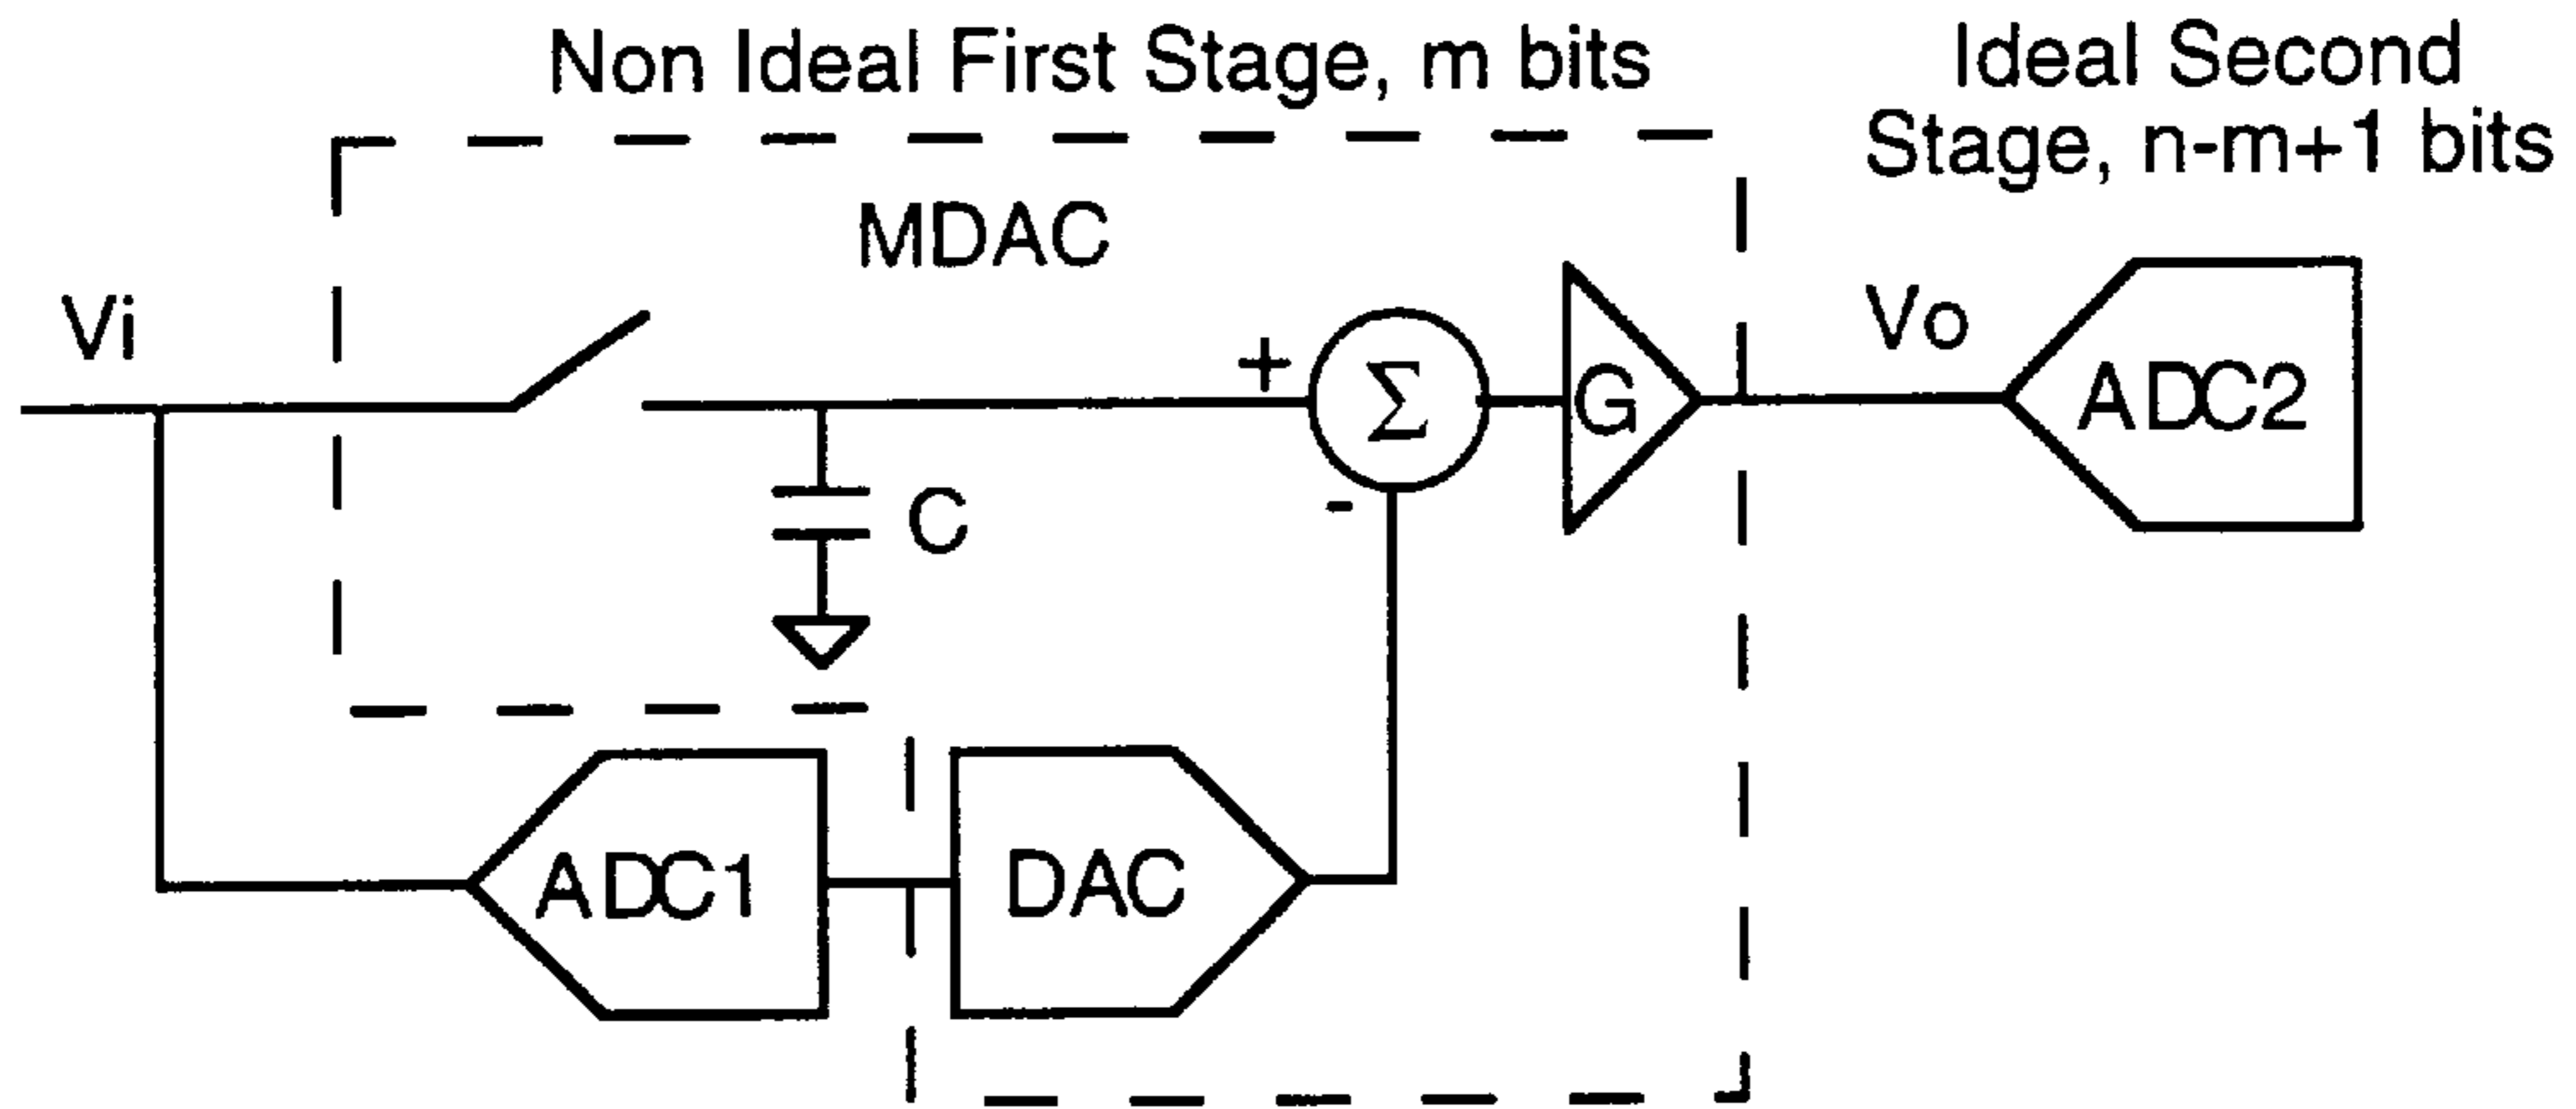 Non Ideal First Stage, m bits
Ideal Second
Stage, n-m+1 bits
MDAC
Vi
+
Σ
G
Vo
ADC2
-
C
ADC1
DAC